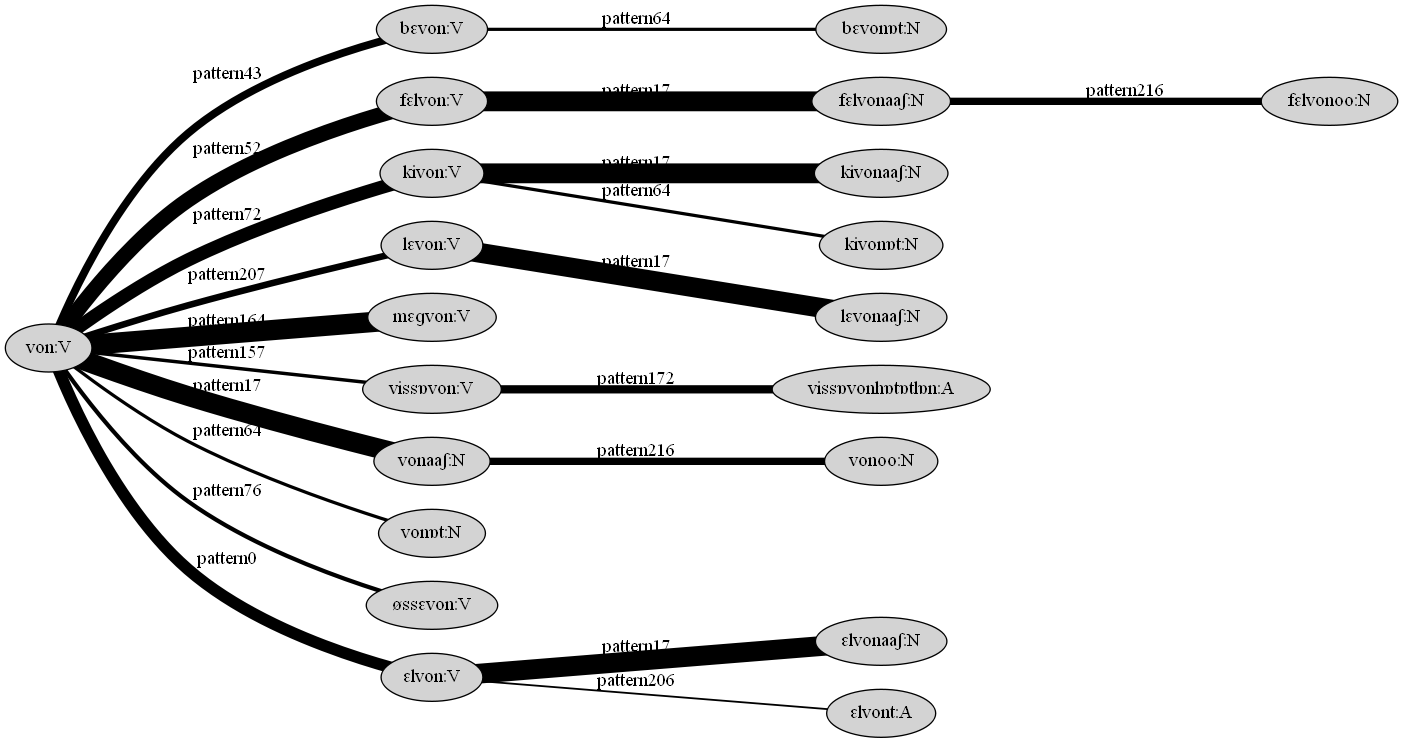 bɛvon:V
pattern64
bɛvonɒt:N
pattern43
fɛlvon:V
pattern17
fɛlvonaaʃ:N
pattern216
fɛlvonoo:N
pattern52
kivon:V
pattern17
kivonaaʃ:N
pattern72
pattern64
kivonɒt:N
lɛvon:V
pattern207
pattern17
lɛvonaaʃ:N
mɛɡvon:V
pattern164
von:V
pattern157
vissɒvon:V
pattern172
vissɒvonhɒtɒtlɒn:A
pattern17
vonaaʃ:N
pattern216
vonoo:N
pattern64
vonɒt:N
pattern76
øssɛvon:V
pattern0
ɛlvon:V
pattern17
ɛlvonaaʃ:N
pattern206
ɛlvont:A